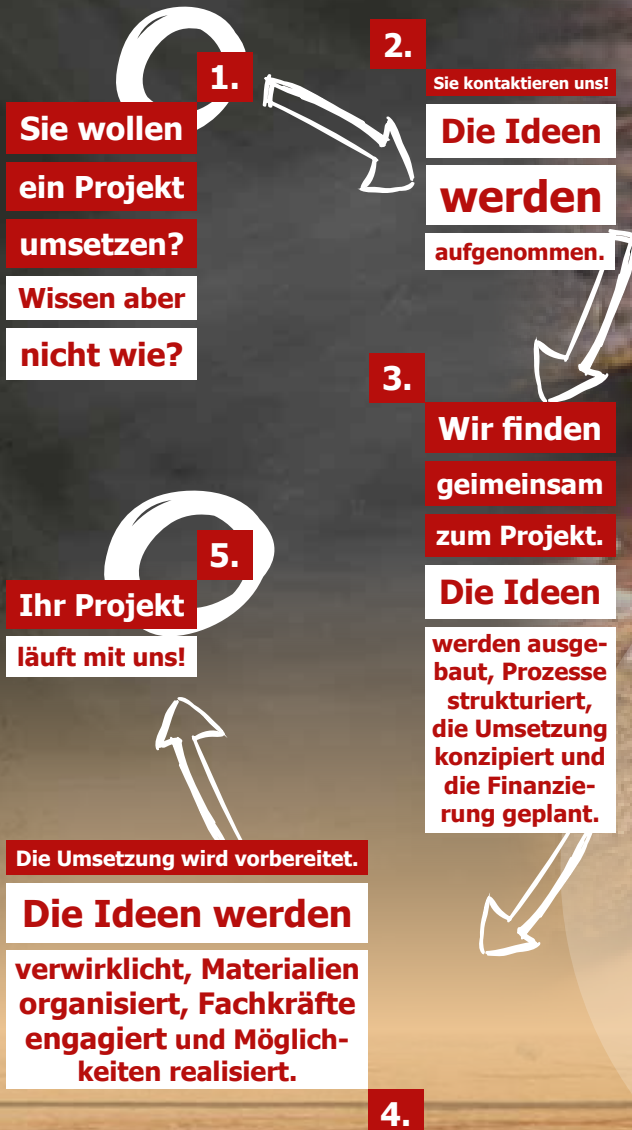 1.
Sie wollen
ein Projekt
umsetzen?
Wissen aber
nicht wie?
2.
Sie kontaktieren uns!
Die Ideen
werden
aufgenommen.
3.
Wir finden
geimeinsam
zum Projekt.
Die Ideen
werden ausge-
baut, Prozesse
strukturiert,
die Umsetzung
konzipiert und
die Finanzie-
rung geplant.
4.
Die Umsetzung wird vorbereitet.
Die Ideen werden
verwirklicht, Materialien
organisiert, Fachkräfte
engagiert und Möglich-
keiten realisiert.
5.
Ihr Projekt
läuft mit uns!